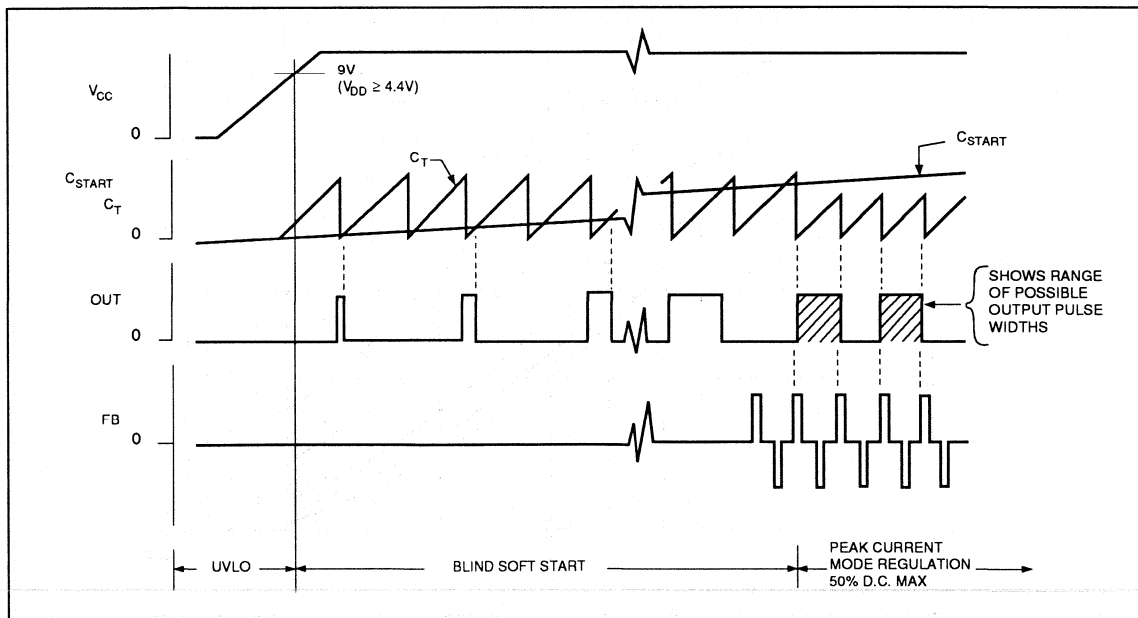 9V
(VDD ≥ 4.4V)
VCC
0
CSTART
CT
CSTART
CT
0
OUT
0
SHOWS RANGE
OF POSSIBLE
OUTPUT PULSE
WIDTHS
FB
0
UVLO
BLIND SOFT START
PEAK CURRENT
MODE REGULATION
50% D.C. MAX